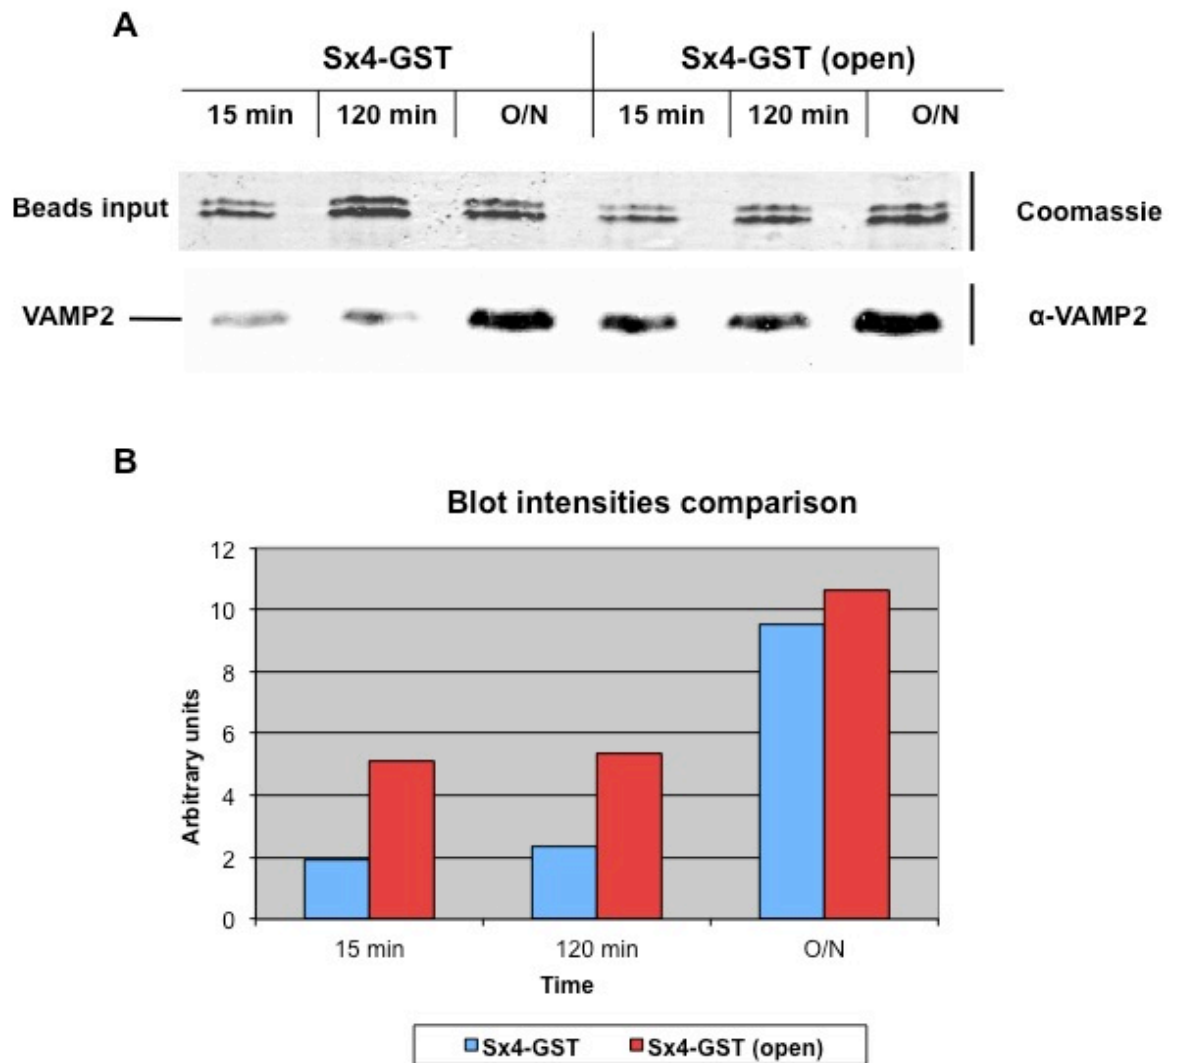 A
Sx4-GST Sx4-GST (open)
15 min 120 min O/N 15 min 120 min O/N
Beads input Coomassie
VAMP2 α-VAMP2
B
Blot intensities comparison
12
10
8
6
4
2
0
Arbitrary units
15 min 120 min O/N
Time
Sx4-GST Sx4-GST (open)